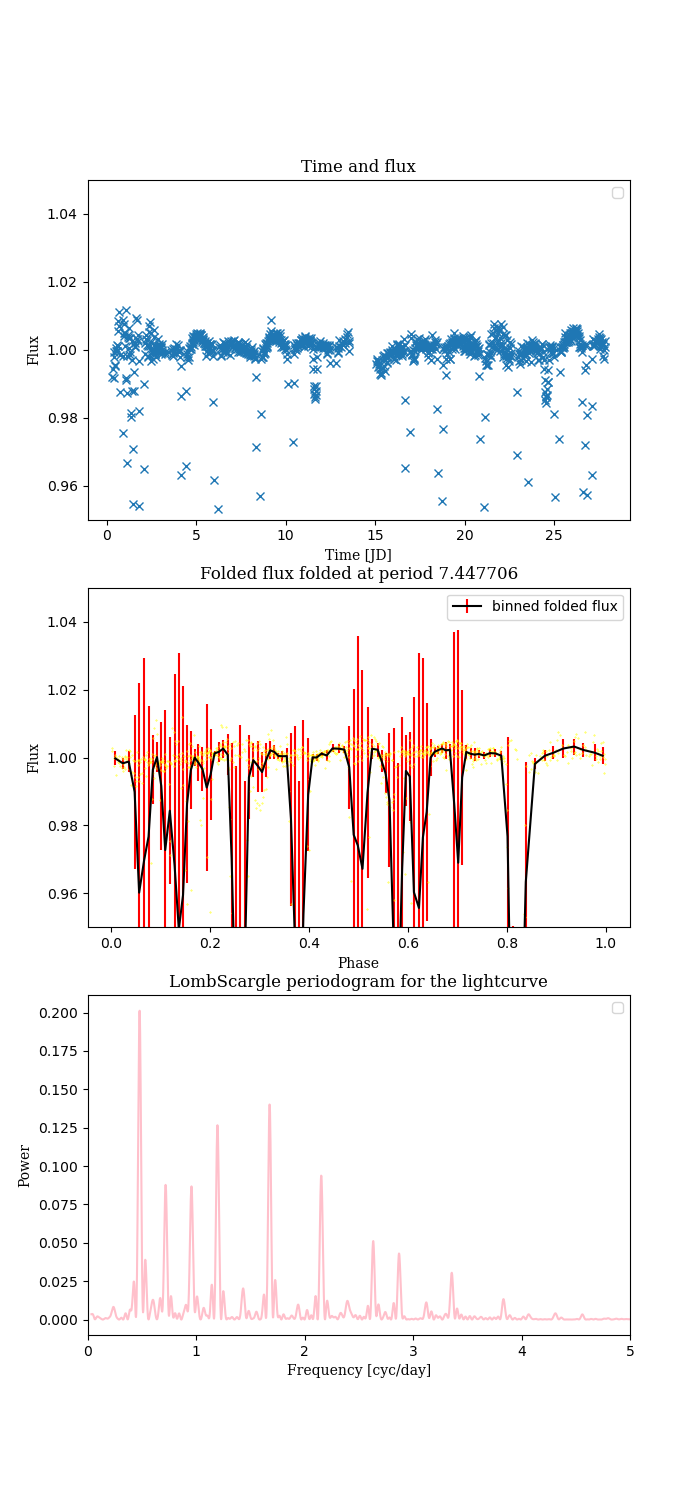 Time and flux
1.04
1.02
1.00
0.98
0.96
Flux
0 5 10 15 20 25
Time [JD]
Folded flux folded at period 7.447706
binned folded flux
1.04
1.02
1.00
0.98
0.96
Flux
0.0 0.2 0.4 0.6 0.8 1.0
Phase
LombScargle periodogram for the lightcurve
0.200
0.175
0.150
0.125
0.100
0.075
0.050
0.025
0.000
Power
0 1 2 3 4 5
Frequency [cyc/day]